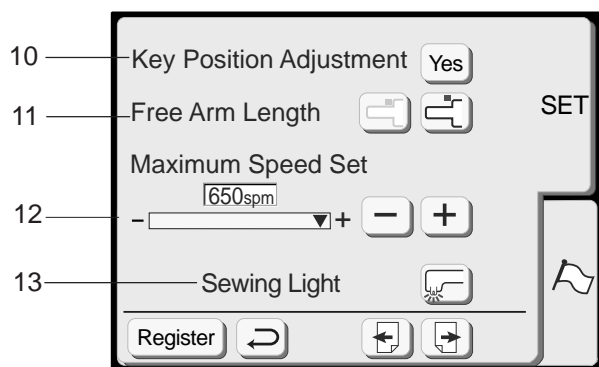 10 Key Position Adjustment Yes
11 Free Arm Length SET
Maximum Speed Set
650spm
12 - + − +
13 Sewing Light
Register